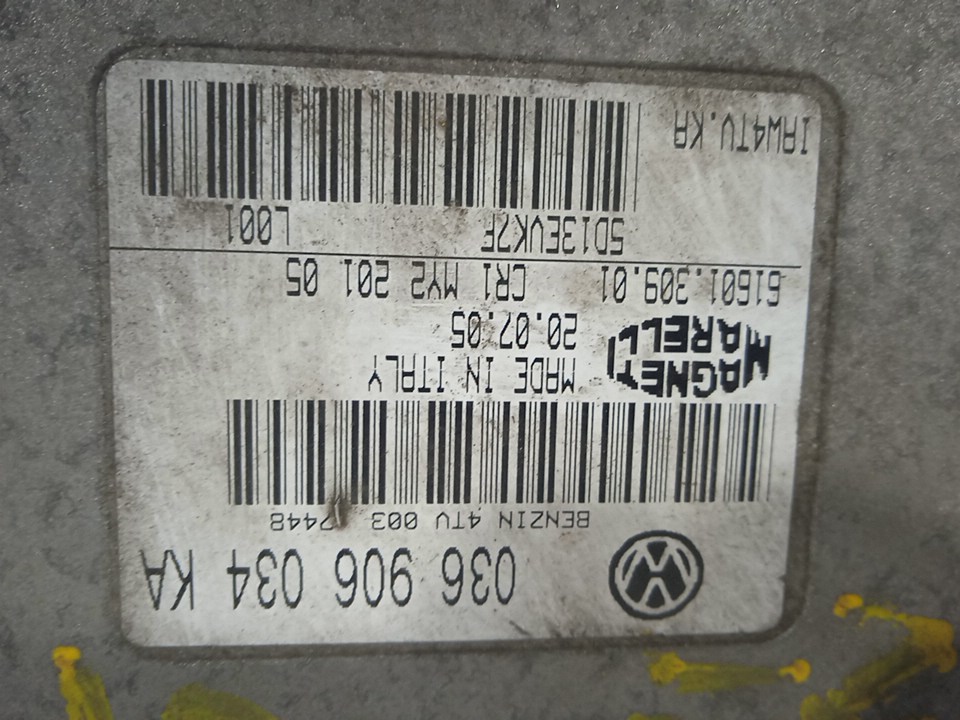 036 906 034 KA
BENZIN 4TV 003
MAGNETI MARELLI
MADE IN ITALY
20.07.05
61601.309.01 CR1 MY2 201 05
5D13EVK7F L001
IAW4TV.KA